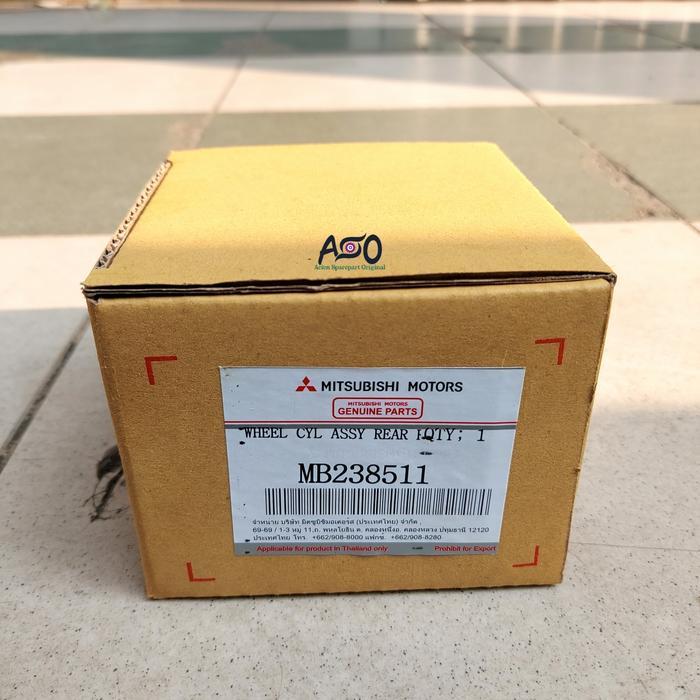 ASO
Acien Sparepart Original
MITSUBISHI MOTORS
MITSUBISHI MOTORS
GENUINE PARTS
WHEEL CYL ASSY REAR QTY; 1
MB238511
จำหน่าย บริษัท มิตซูบิชิมอเตอร์ส (ประเทศไทย) จำกัด
69-69 / 1-3 หมู่ 11,ถ. พหลโยธิน ต. คลองหนึ่งอ. คลองหลวง ปทุมธานี 12120
ประเทศไทย โทร. +662/908-8000 แฟกซ์. +662/908-8280
Applicable for product in Thailand only Prohibit for Export